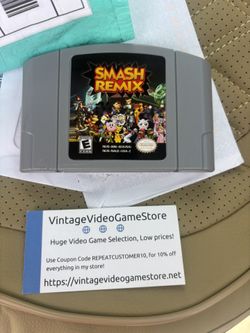 SMASH
REMIX
E
VintageVideoGameStore
Huge Video Game Selection, Low prices!
Use Coupon Code REPEATCUSTOMER10, for 10% off
everything in my store!
https://vintagevideogamestore.net